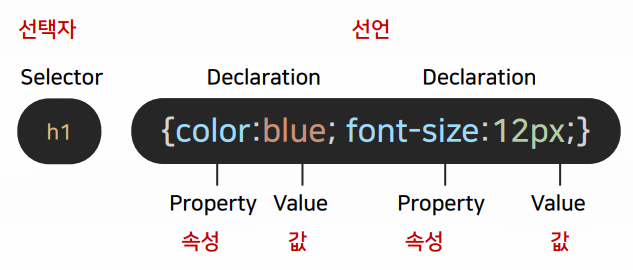 선택자 선언
Selector Declaration Declaration
h1 {color:blue; font-size:12px;}
Property Value Property Value
속성 값 속성 값